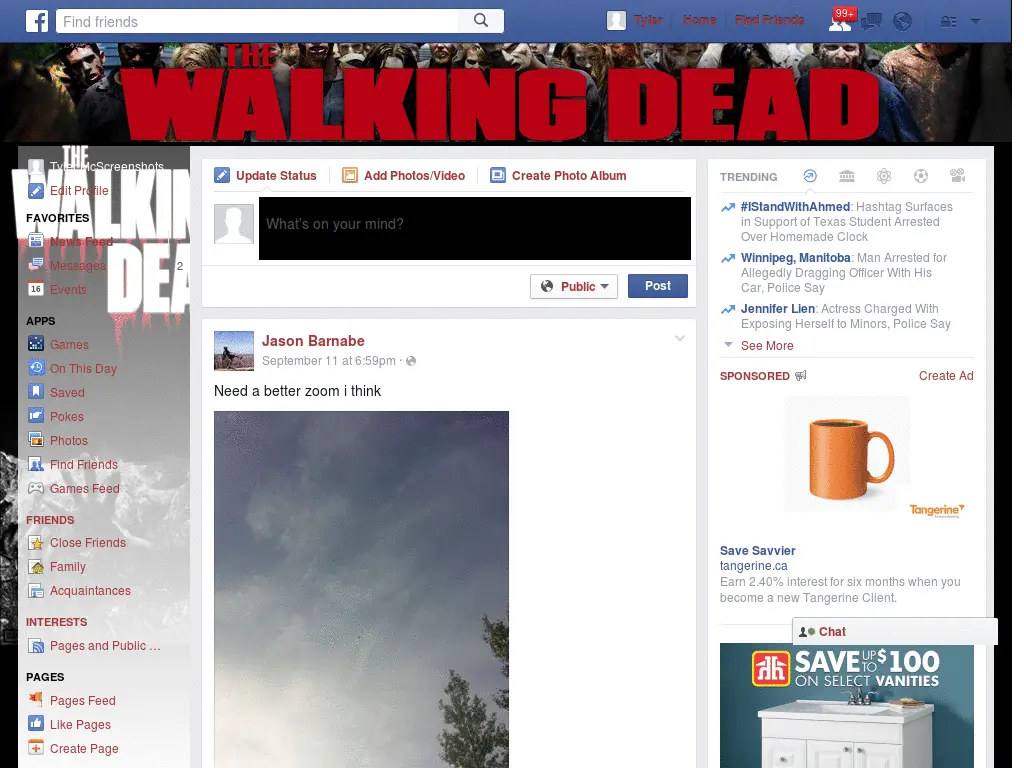 Find friends
Tyler
Home
Find Friends
99+
THE
WALKING DEAD
THE
WALKIN
DEA
Tyler McScreenshots
Edit Profile
FAVORITES
News Feed
Messages
2
16
Events
APPS
Games
On This Day
Saved
Pokes
Photos
Find Friends
Games Feed
FRIENDS
Close Friends
Family
Acquaintances
INTERESTS
Pages and Public ...
PAGES
Pages Feed
Like Pages
Create Page
Update Status
Add Photos/Video
Create Photo Album
What's on your mind?
Public
Post
Jason Barnabe
September 11 at 6:59pm ·
Need a better zoom i think
TRENDING
#IStandWithAhmed: Hashtag Surfaces
in Support of Texas Student Arrested
Over Homemade Clock
Winnipeg, Manitoba: Man Arrested for
Allegedly Dragging Officer With His
Car, Police Say
Jennifer Lien: Actress Charged With
Exposing Herself to Minors, Police Say
See More
SPONSORED
Create Ad
Tangerine
Save Savvier
tangerine.ca
Earn 2.40% interest for six months when you
become a new Tangerine Client.
Chat
SAVE UP TO $100
ON SELECT VANITIES